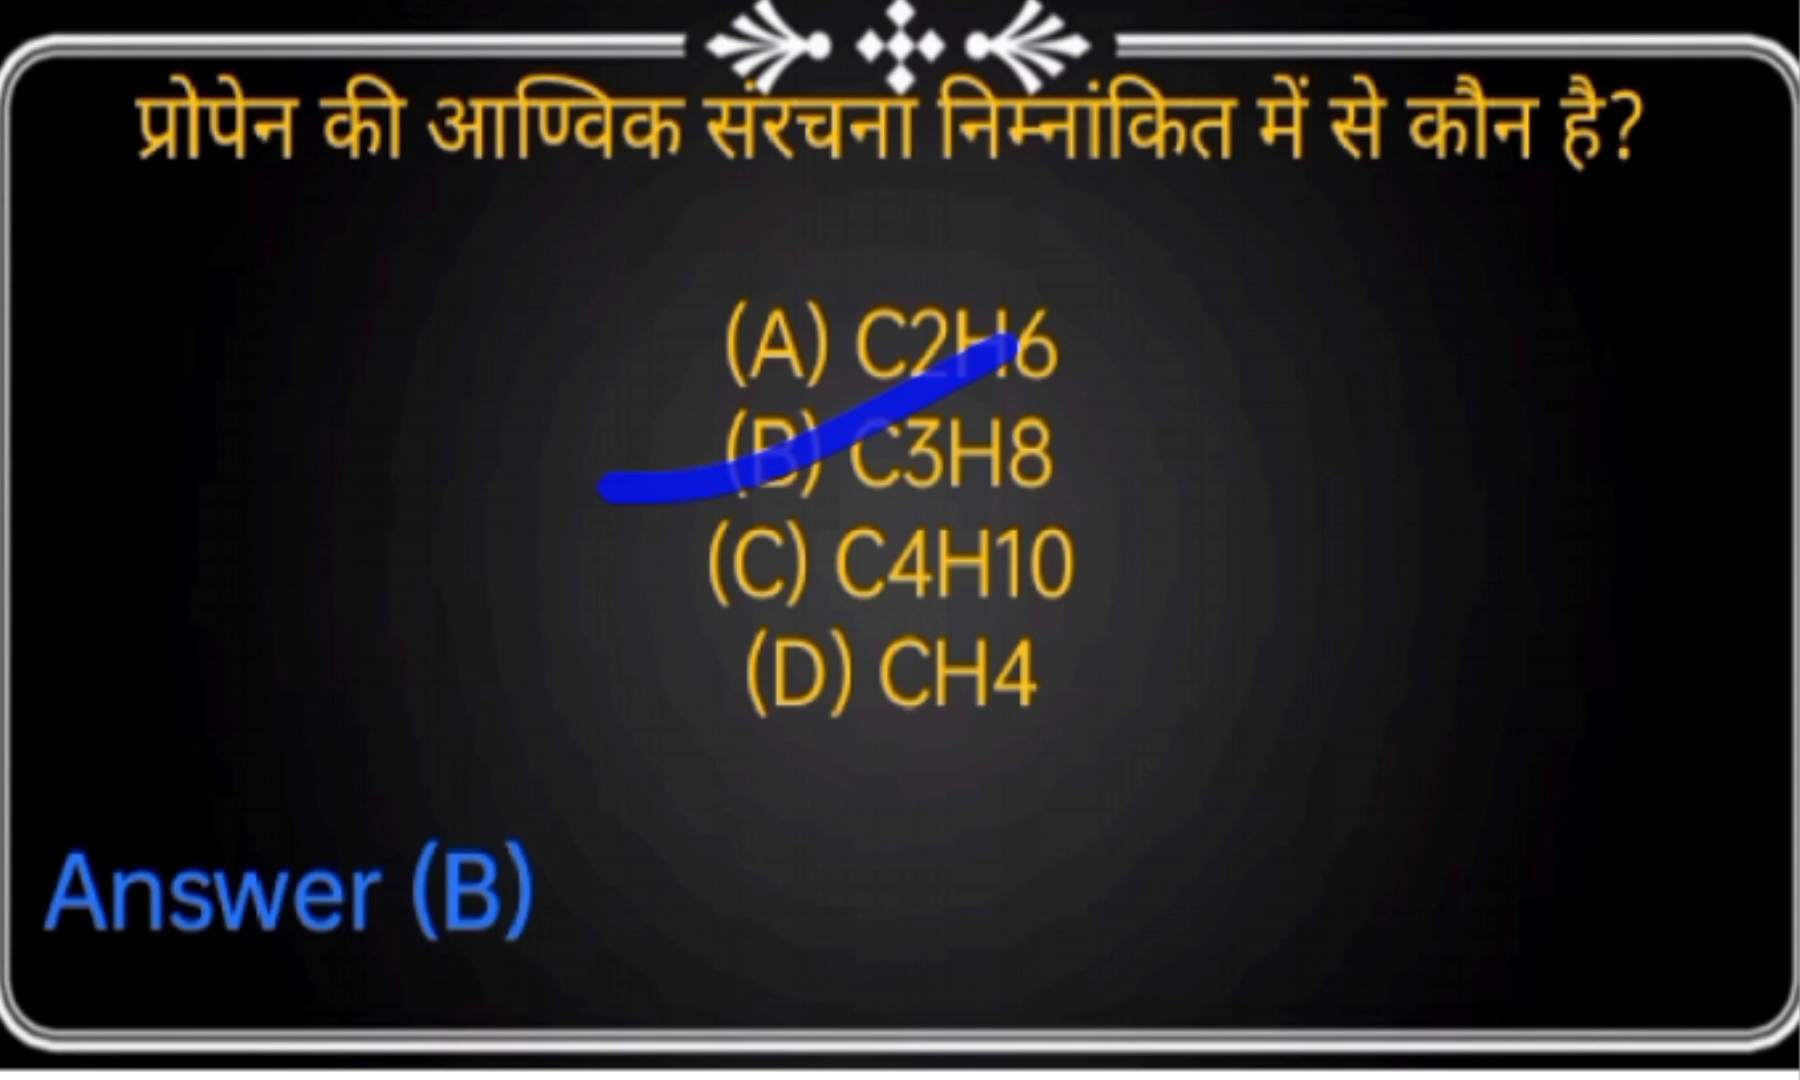 प्रोपेन की आण्विक संरचना निम्नांकित में से कौन है?
(A) C2H6
(B) C3H8
(C) C4H10
(D) CH4
Answer (B)